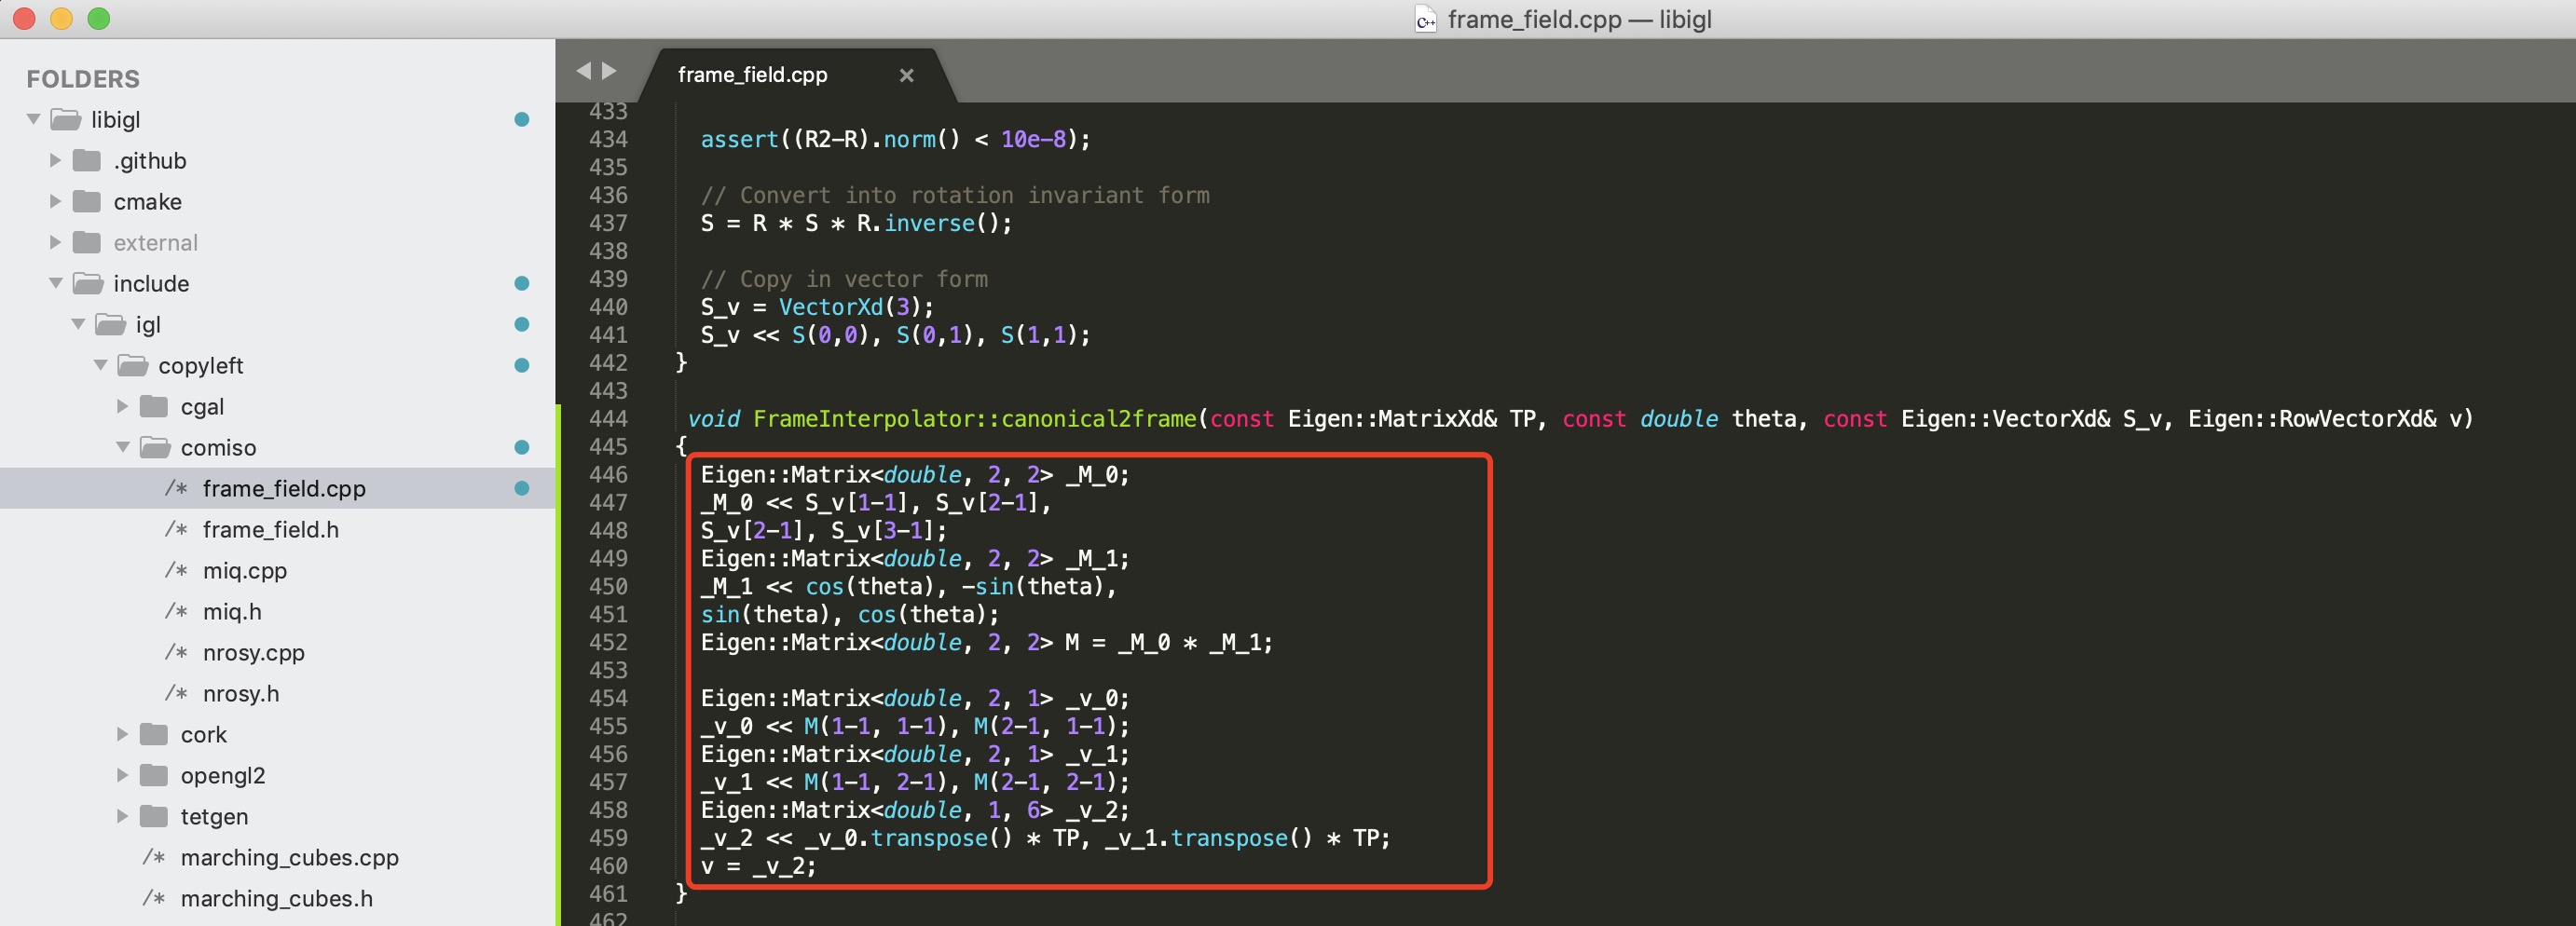 frame_field.cpp — libigl
FOLDERS
libigl
.github
cmake
external
include
igl
copyleft
cgal
comiso
/* frame_field.cpp
/* frame_field.h
/* miq.cpp
/* miq.h
/* nrosy.cpp
/* nrosy.h
cork
opengl2
tetgen
/* marching_cubes.cpp
/* marching_cubes.h
frame_field.cpp ×
433
434 assert((R2-R).norm() < 10e-8);
435
436 // Convert into rotation invariant form
437 S = R * S * R.inverse();
438
439 // Copy in vector form
440 S_v = VectorXd(3);
441 S_v << S(0,0), S(0,1), S(1,1);
442 }
443
444 void FrameInterpolator::canonical2frame(const Eigen::MatrixXd& TP, const double theta, const Eigen::VectorXd& S_v, Eigen::RowVectorXd& v)
445 {
446 Eigen::Matrix<double, 2, 2> _M_0;
447 _M_0 << S_v[1-1], S_v[2-1],
448 S_v[2-1], S_v[3-1];
449 Eigen::Matrix<double, 2, 2> _M_1;
450 _M_1 << cos(theta), -sin(theta),
451 sin(theta), cos(theta);
452 Eigen::Matrix<double, 2, 2> M = _M_0 * _M_1;
453
454 Eigen::Matrix<double, 2, 1> _v_0;
455 _v_0 << M(1-1, 1-1), M(2-1, 1-1);
456 Eigen::Matrix<double, 2, 1> _v_1;
457 _v_1 << M(1-1, 2-1), M(2-1, 2-1);
458 Eigen::Matrix<double, 1, 6> _v_2;
459 _v_2 << _v_0.transpose() * TP, _v_1.transpose() * TP;
460 v = _v_2;
461 }
462